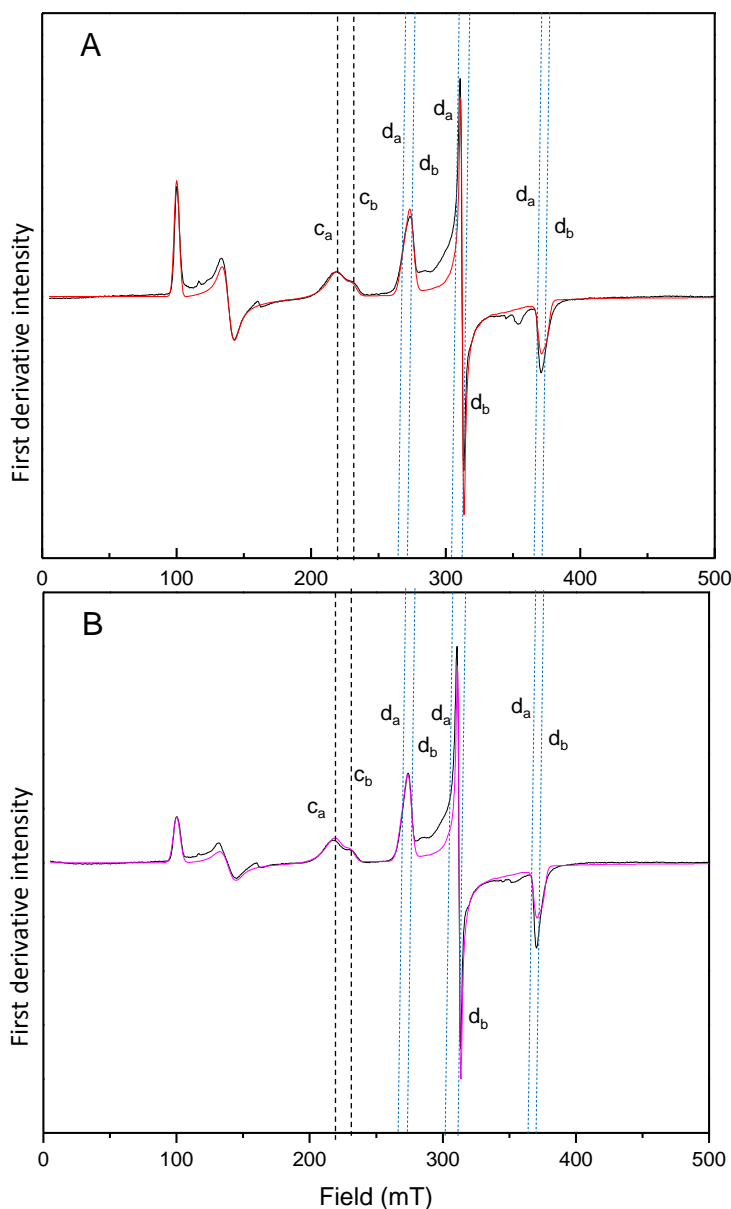 A
d_a
d_a
d_b
d_a
c_b
c_a
d_b
d_b
First derivative intensity
0 100 200 300 400 500
B
d_a
d_a
d_a
d_b
d_b
c_b
c_a
d_b
First derivative intensity
0 100 200 300 400 500
Field (mT)